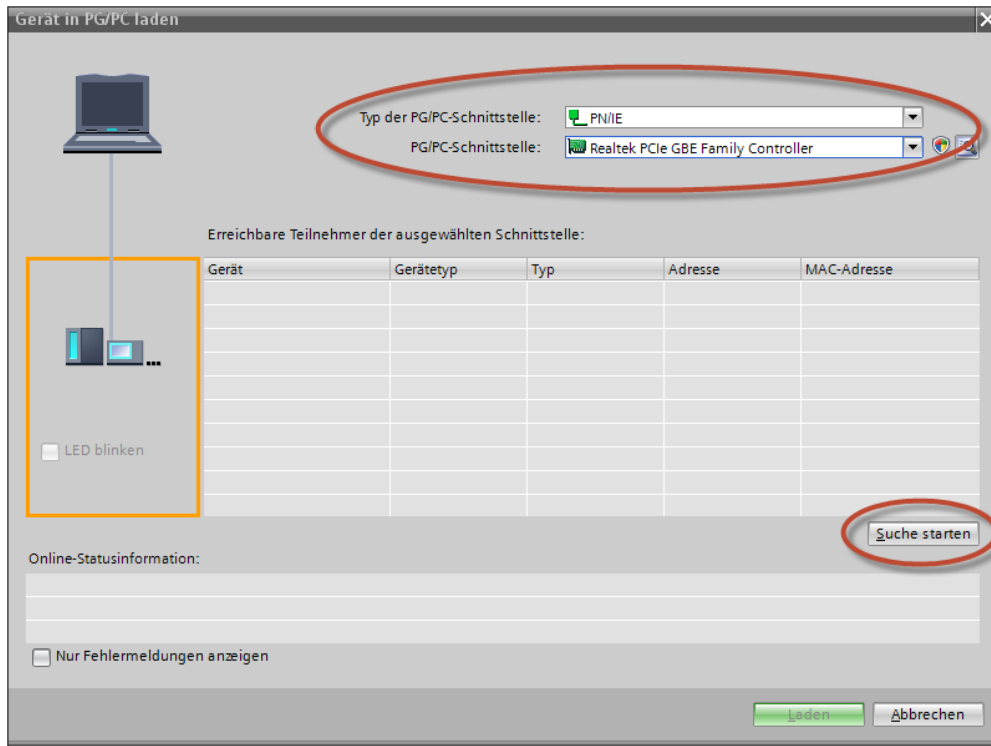 Gerät in PG/PC laden
Typ der PG/PC-Schnittstelle: PN/IE
PG/PC-Schnittstelle: Realtek PCIe GBE Family Controller
Erreichbare Teilnehmer der ausgewählten Schnittstelle:
Gerät Gerätetyp Typ Adresse MAC-Adresse
LED blinken
Suche starten
Online-Statusinformation:
Nur Fehlermeldungen anzeigen
Laden Abbrechen